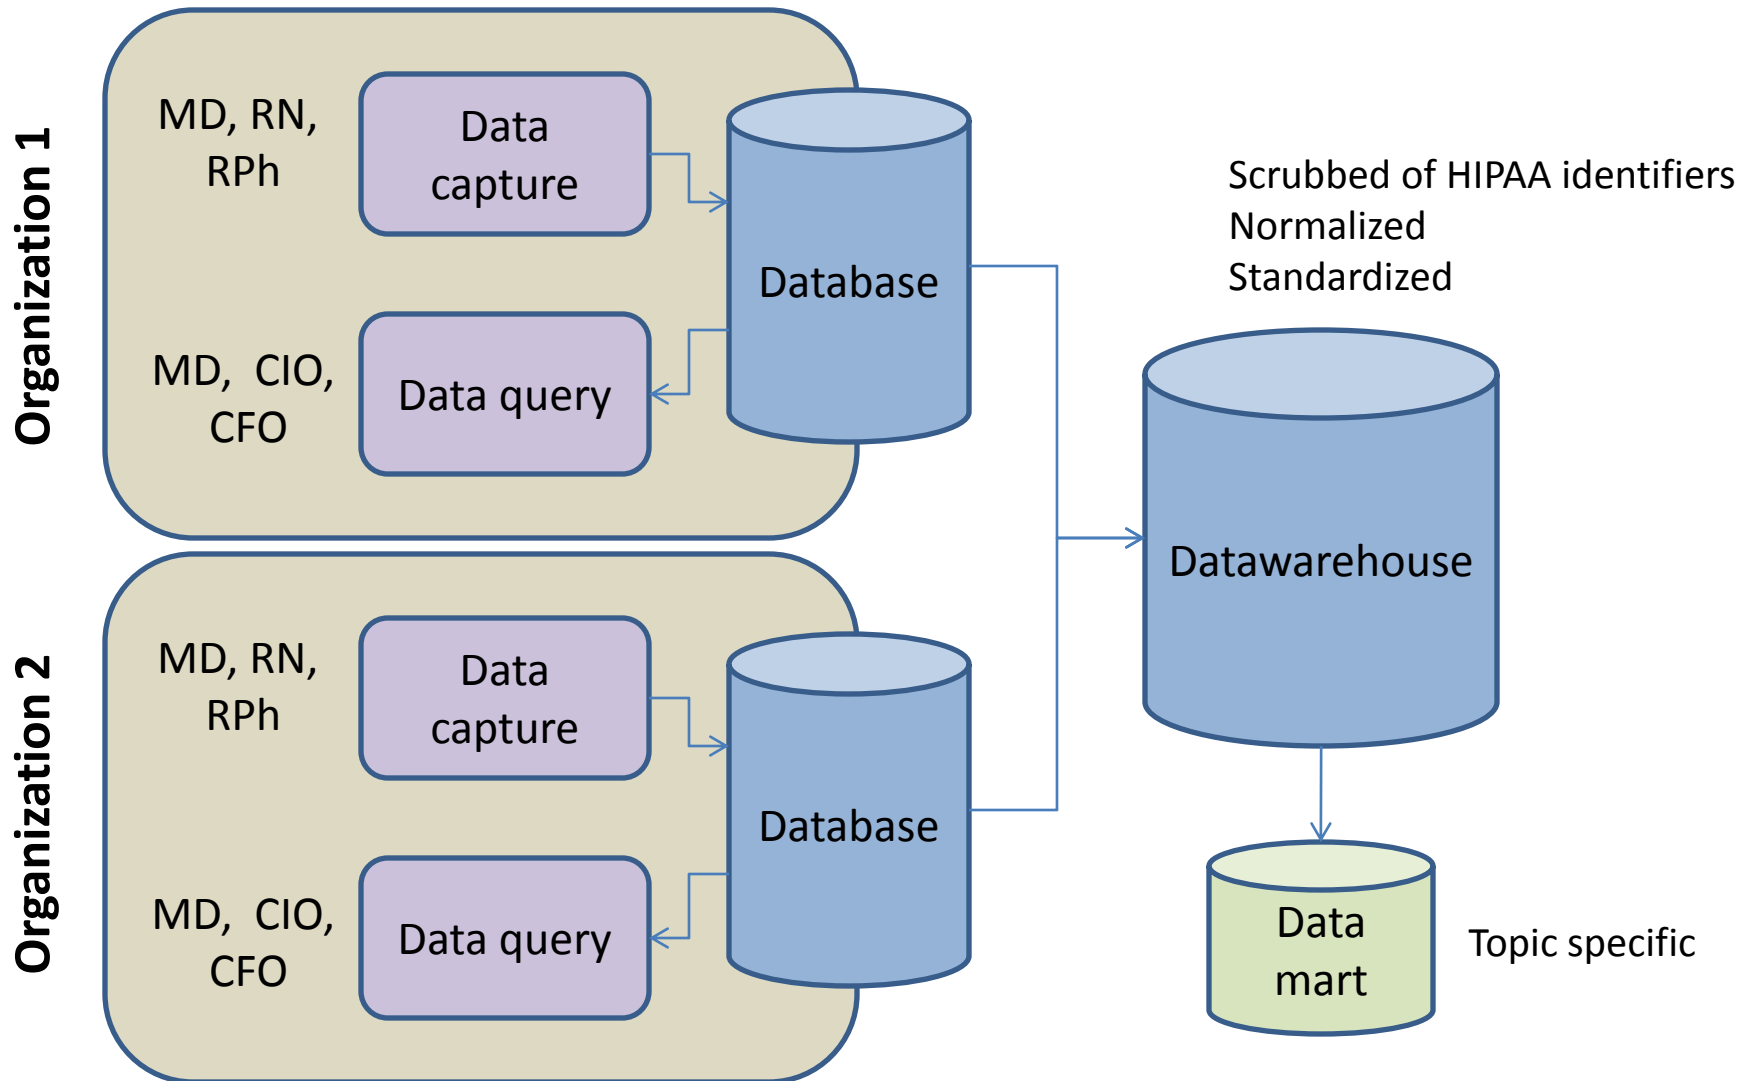 Organization 1
MD, RN,
RPh
Data
capture
MD,  CIO,
CFO
Data query
Database
Organization 2
MD, RN,
RPh
Data
capture
MD,  CIO,
CFO
Data query
Database
Scrubbed of HIPAA identifiers
Normalized
Standardized
Datawarehouse
Data
mart
Topic specific